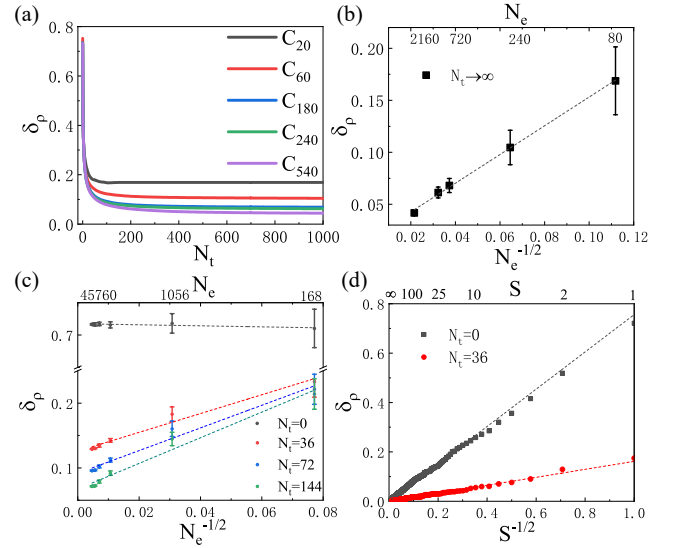 (a)
0.8
0.6
0.4
0.2
0.0
δρ
C20
C60
C180
C240
C540
0 200 400 600 800 1000
Nt
(b)
Ne
2160 720 240 80
0.20
0.15
0.10
0.05
δρ
Nt→∞
0.00 0.02 0.04 0.06 0.08 0.10 0.12
Ne-1/2
(c)
Ne
45760 1056 168
0.7
0.2
0.1
δρ
Nt=0
Nt=36
Nt=72
Nt=144
0.00 0.02 0.04 0.06 0.08
Ne-1/2
(d)
S
∞ 100 25 10 2 1
0.8
0.6
0.4
0.2
0.0
δρ
Nt=0
Nt=36
0.0 0.2 0.4 0.6 0.8 1.0
S-1/2